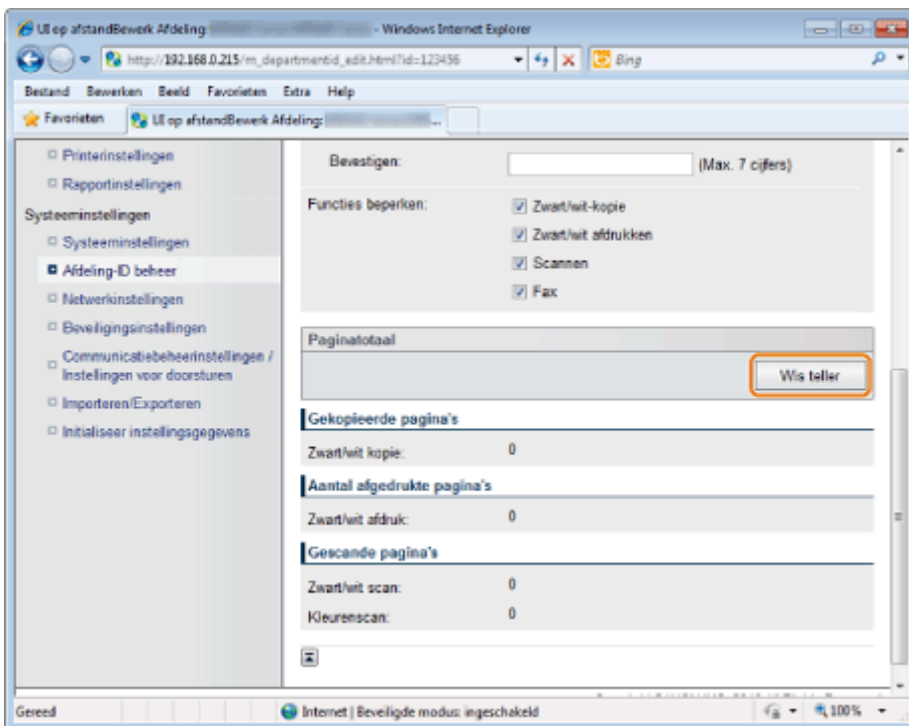 UI op afstandBewerk Afdeling: - Windows Internet Explorer
http://192.168.0.215/m_departmentid_edit.html?id=123456
Bing
Bestand Bewerken Beeld Favorieten Extra Help
Favorieten
UI op afstandBewerk Afdeling: ...
Printerinstellingen
Rapportinstellingen
Systeeminstellingen
Systeeminstellingen
Afdeling-ID beheer
Netwerkinstellingen
Beveiligingsinstellingen
Communicatiebeheerinstellingen /
Instellingen voor doorsturen
Importeren/Exporteren
Initialiseer instellingsgegevens
Bevestigen: (Max. 7 cijfers)
Functies beperken: Zwart/wit-kopie
Zwart/wit afdrukken
Scannen
Fax
Paginatotaal
Wis teller
Gekopieerde pagina's
Zwart/wit kopie: 0
Aantal afgedrukte pagina's
Zwart/wit afdruk: 0
Gescande pagina's
Zwart/wit scan: 0
Kleurenscan: 0
Gereed
Internet | Beveiligde modus: ingeschakeld
100%